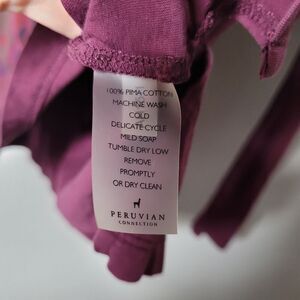 100% PIMA COTTON
MACHINE WASH
COLD
DELICATE CYCLE
MILD SOAP
TUMBLE DRY LOW
REMOVE
PROMPTLY
OR DRY CLEAN
PERUVIAN
CONNECTION